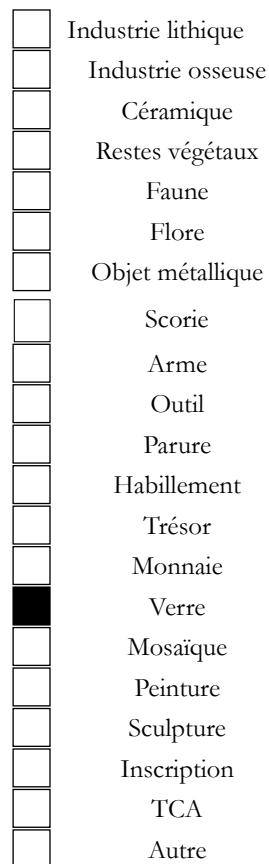 Industrie lithique
Industrie osseuse
Céramique
Restes végétaux
Faune
Flore
Objet métallique
Scorie
Arme
Outil
Parure
Habillement
Trésor
Monnaie
Verre
Mosaïque
Peinture
Sculpture
Inscription
TCA
Autre